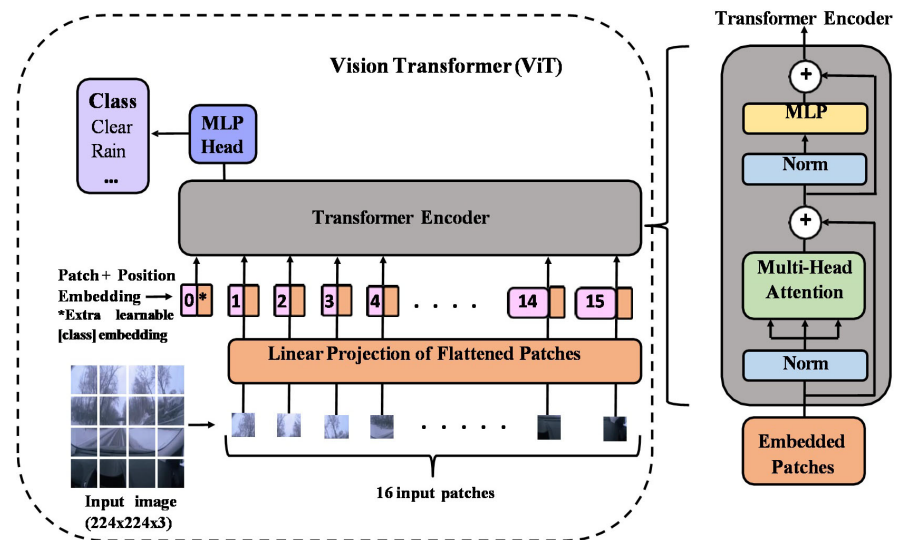 Transformer Encoder
Vision Transformer (ViT)
Class
Clear
Rain
...
MLP
Head
Transformer Encoder
Patch + Position
Embedding
*Extra learnable
[class] embedding
0 * 1 2 3 4 . . . . 14 15
Linear Projection of Flattened Patches
. . . . .
16 input patches
Input image
(224x224x3)
+
MLP
Norm
+
Multi-Head
Attention
Norm
Embedded
Patches